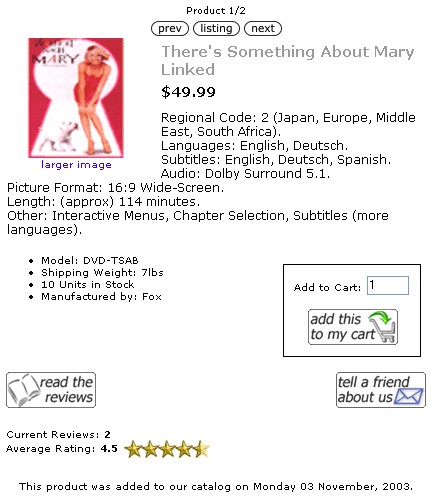 Product 1/2
prev listing next
There's Something About Mary
Linked
$49.99
MARY
larger image
Regional Code: 2 (Japan, Europe, Middle
East, South Africa).
Languages: English, Deutsch.
Subtitles: English, Deutsch, Spanish.
Audio: Dolby Surround 5.1.
Picture Format: 16:9 Wide-Screen.
Length: (approx) 114 minutes.
Other: Interactive Menus, Chapter Selection, Subtitles (more
languages).
Model: DVD-TSAB
Shipping Weight: 7lbs
10 Units in Stock
Manufactured by: Fox
Add to Cart: 1
add this
to my cart
read the
reviews
tell a friend
about us
Current Reviews: 2
Average Rating: 4.5
This product was added to our catalog on Monday 03 November, 2003.